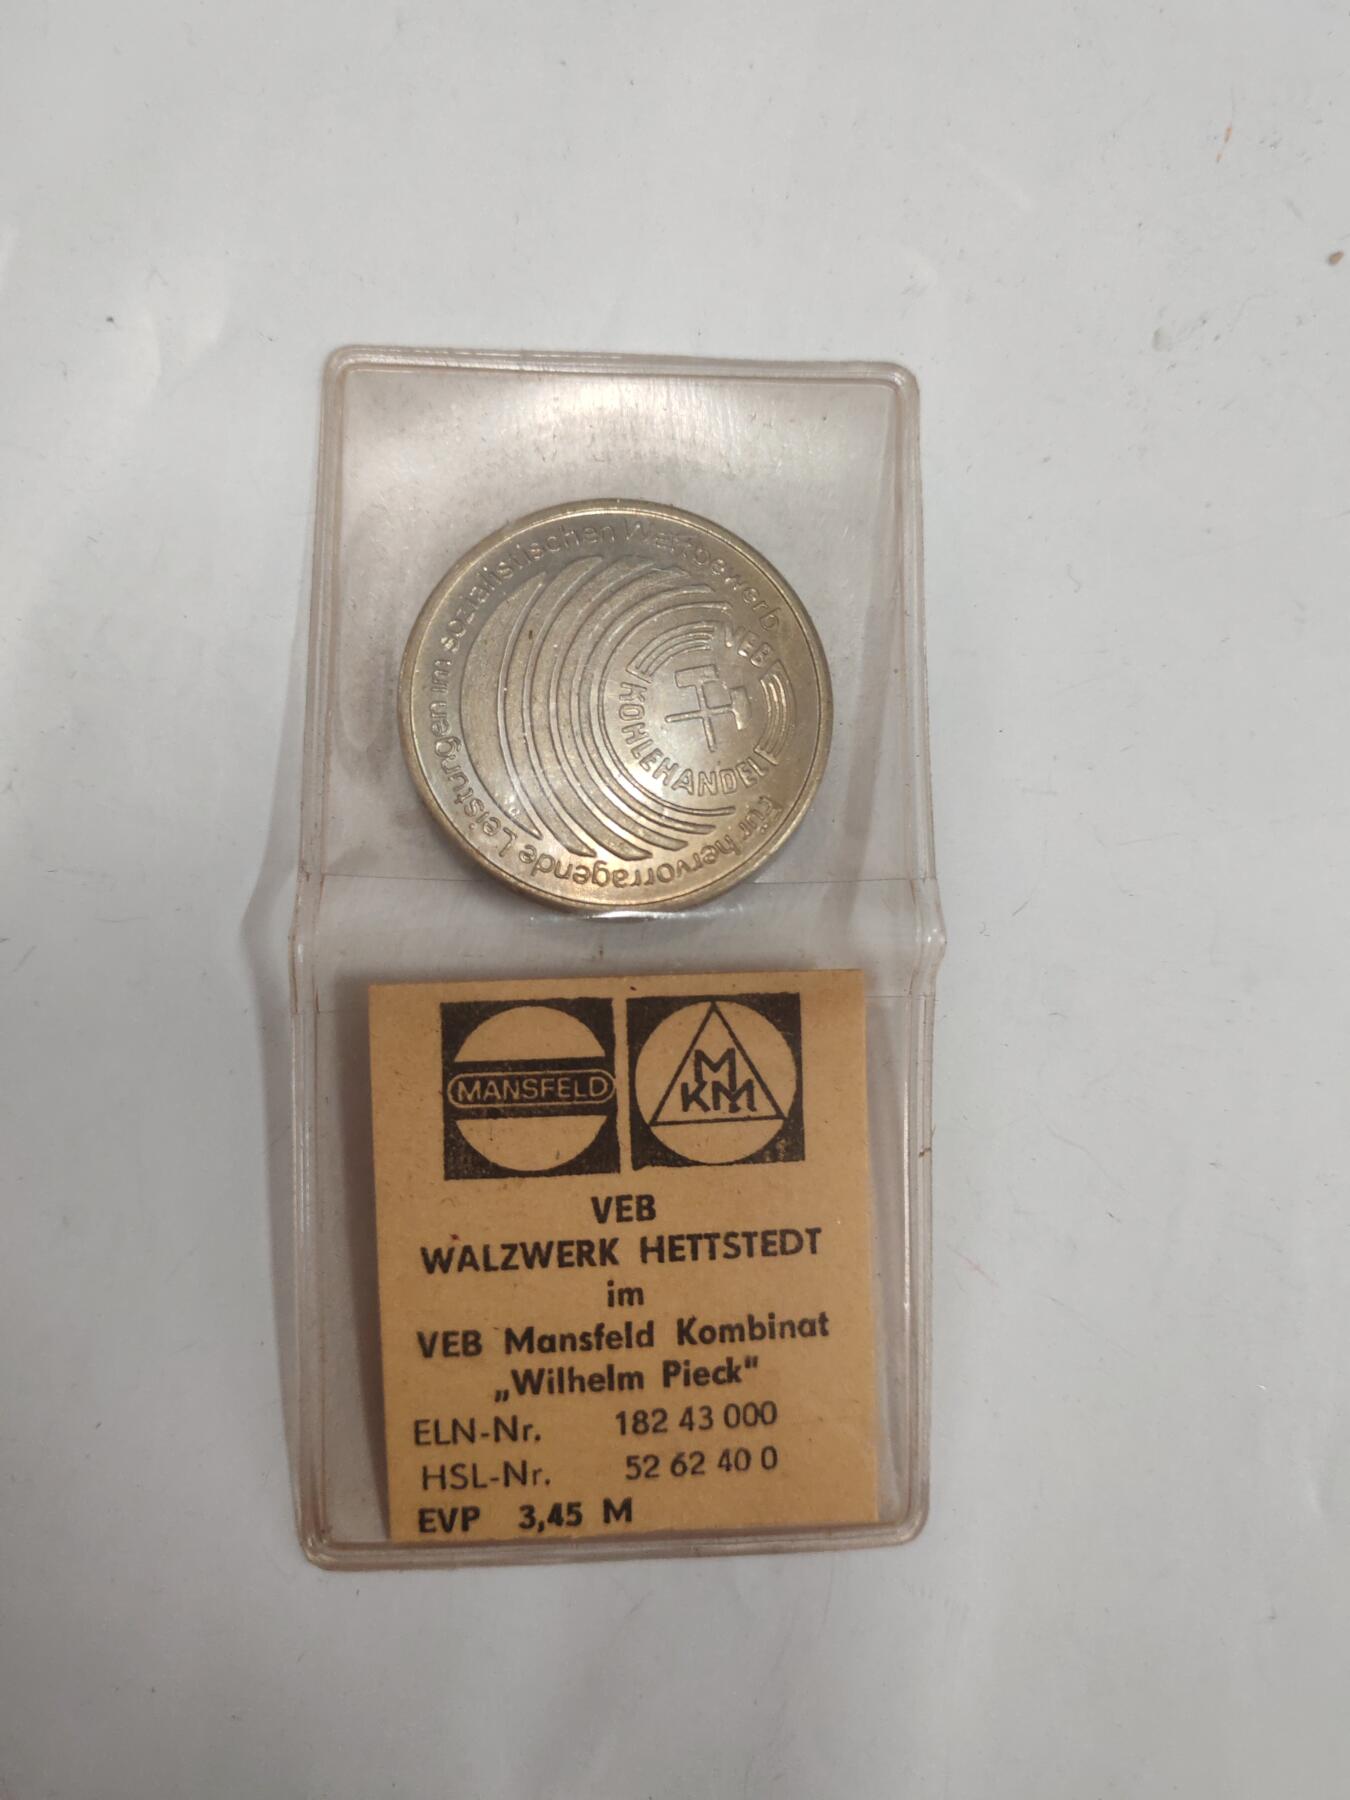 Für hervorragende Leistungen im sozialistischen Wettbewerb
VEB
KOHLEHANDEL
MANSFELD
M
KM
VEB
WALZWERK HETTSTEDT
im
VEB Mansfeld Kombinat
„Wilhelm Pieck"
ELN-Nr. 182 43 000
HSL-Nr. 52 62 40 0
EVP 3,45 M